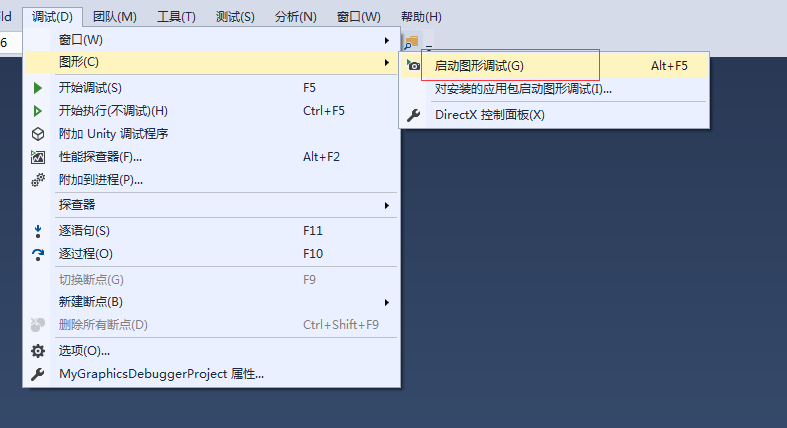 ld 调试(D) 团队(M) 工具(T) 测试(S) 分析(N) 窗口(W) 帮助(H)
6
窗口(W)
图形(C)
启动图形调试(G) Alt+F5
对安装的应用包启动图形调试(I)...
DirectX 控制面板(X)
开始调试(S) F5
开始执行(不调试)(H) Ctrl+F5
附加 Unity 调试程序
性能探查器(F)... Alt+F2
附加到进程(P)...
探查器
逐语句(S) F11
逐过程(O) F10
切换断点(G) F9
新建断点(B)
删除所有断点(D) Ctrl+Shift+F9
选项(O)...
MyGraphicsDebuggerProject 属性...